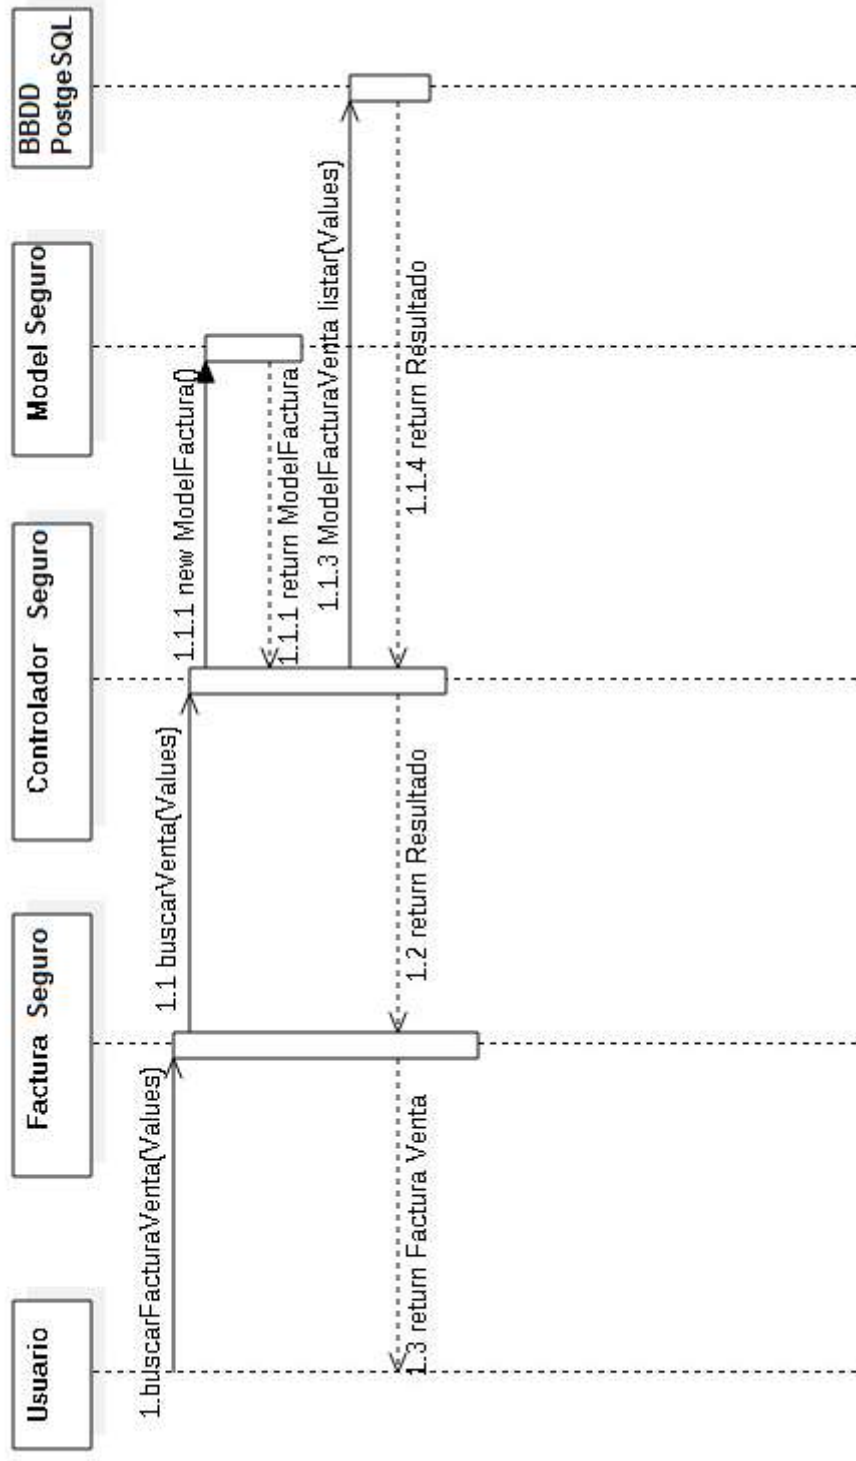 Usuario
Factura Seguro
Controlador Seguro
Model Seguro
BBDD
PostgeSQL
1.buscarFacturaVenta(Values)
1.1 buscarVenta(Values)
1.1.1 new ModelFactura()
1.1.1 return ModelFactura
1.1.3 ModelFacturaVenta listar(Values)
1.1.4 return Resultado
1.2 return Resultado
1.3 return Factura Venta